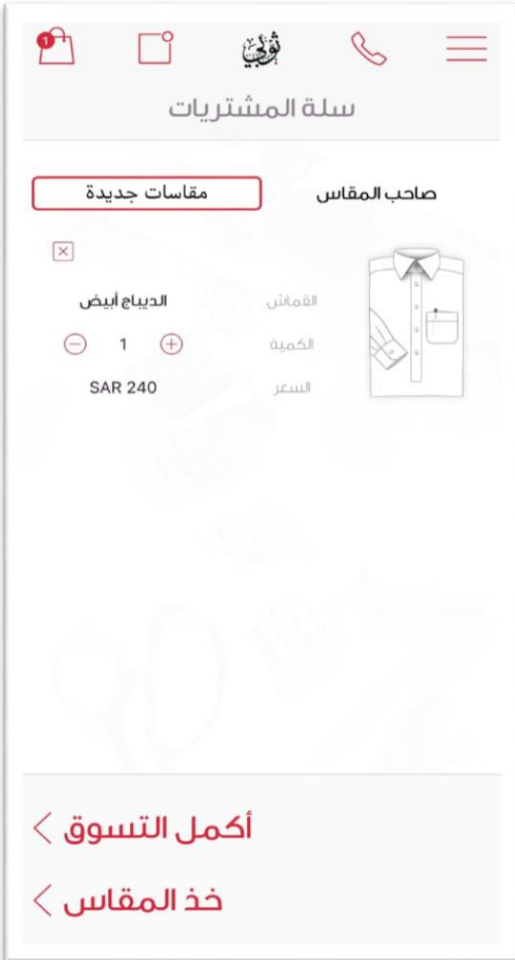 1
ثوبي
سلة المشتريات
صاحب المقاس
مقاسات جديدة
القماش
الديباج أبيض
الكمية
1
السعر
SAR 240
أكمل التسوق
خذ المقاس